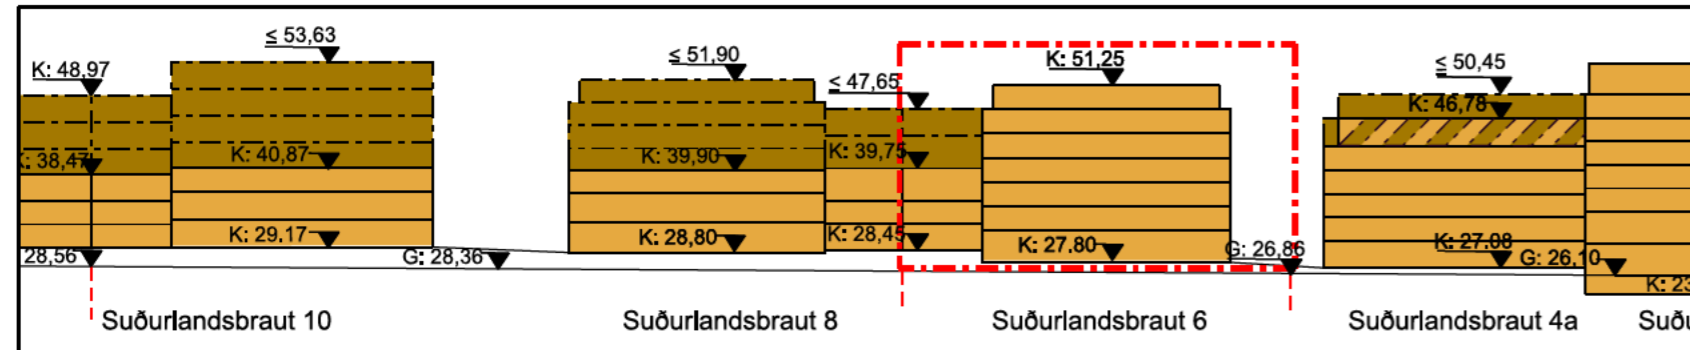 ≤ 53,63
K: 48,97
≤ 51,90
≤ 47,65
K: 51,25
≤ 50,45
K: 46,78
K: 38,47
K: 40,87
K: 39,90
K: 39,75
K: 29.17
K: 28,80
K: 28,45
K: 27.80
K: 27.08
28,56
G: 28,36
G: 26,86
G: 26,10
K: 23
Suðurlandsbraut 10
Suðurlandsbraut 8
Suðurlandsbraut 6
Suðurlandsbraut 4a
Suðu